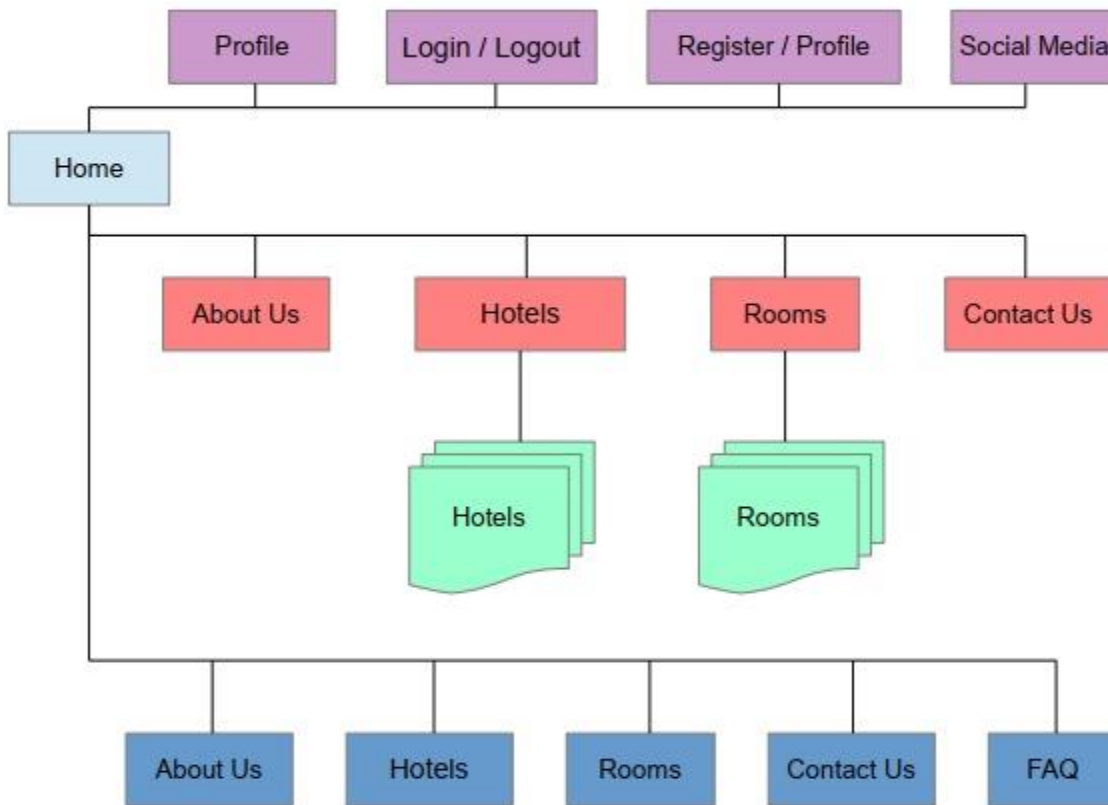 Profile
Login / Logout
Register / Profile
Social Media
Home
About Us
Hotels
Rooms
Contact Us
Hotels
Rooms
About Us
Hotels
Rooms
Contact Us
FAQ